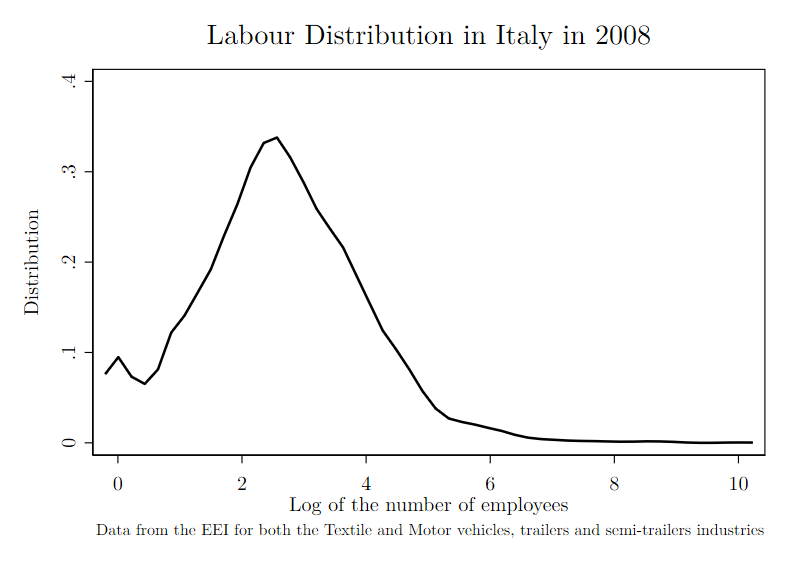 Labour Distribution in Italy in 2008
Distribution
.4
.3
.2
.1
0
0 2 4 6 8 10
Log of the number of employees
Data from the EEI for both the Textile and Motor vehicles, trailers and semi-trailers industries